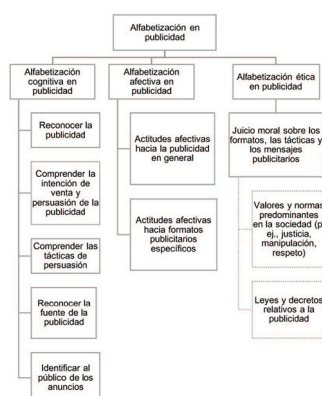 Alfabetización en
publicidad
Alfabetización
cognitiva en
publicidad
Reconocer la
publicidad
Comprender la
intención de
venta y
persuasión de la
publicidad
Comprender las
tácticas de
persuasión
Reconocer la
fuente de la
publicidad
Identificar al
público de los
anuncios
Alfabetización
afectiva en
publicidad
Actitudes afectivas
hacia la publicidad
en general
Actitudes afectivas
hacia formatos
publicitarios
específicos
Alfabetización ética
en publicidad
Juicio moral sobre los
formatos, las tácticas y
los mensajes
publicitarios
Valores y normas
predominantes
en la sociedad (p.
ej., justicia,
manipulación,
respeto)
Leyes y decretos
relativos a la
publicidad